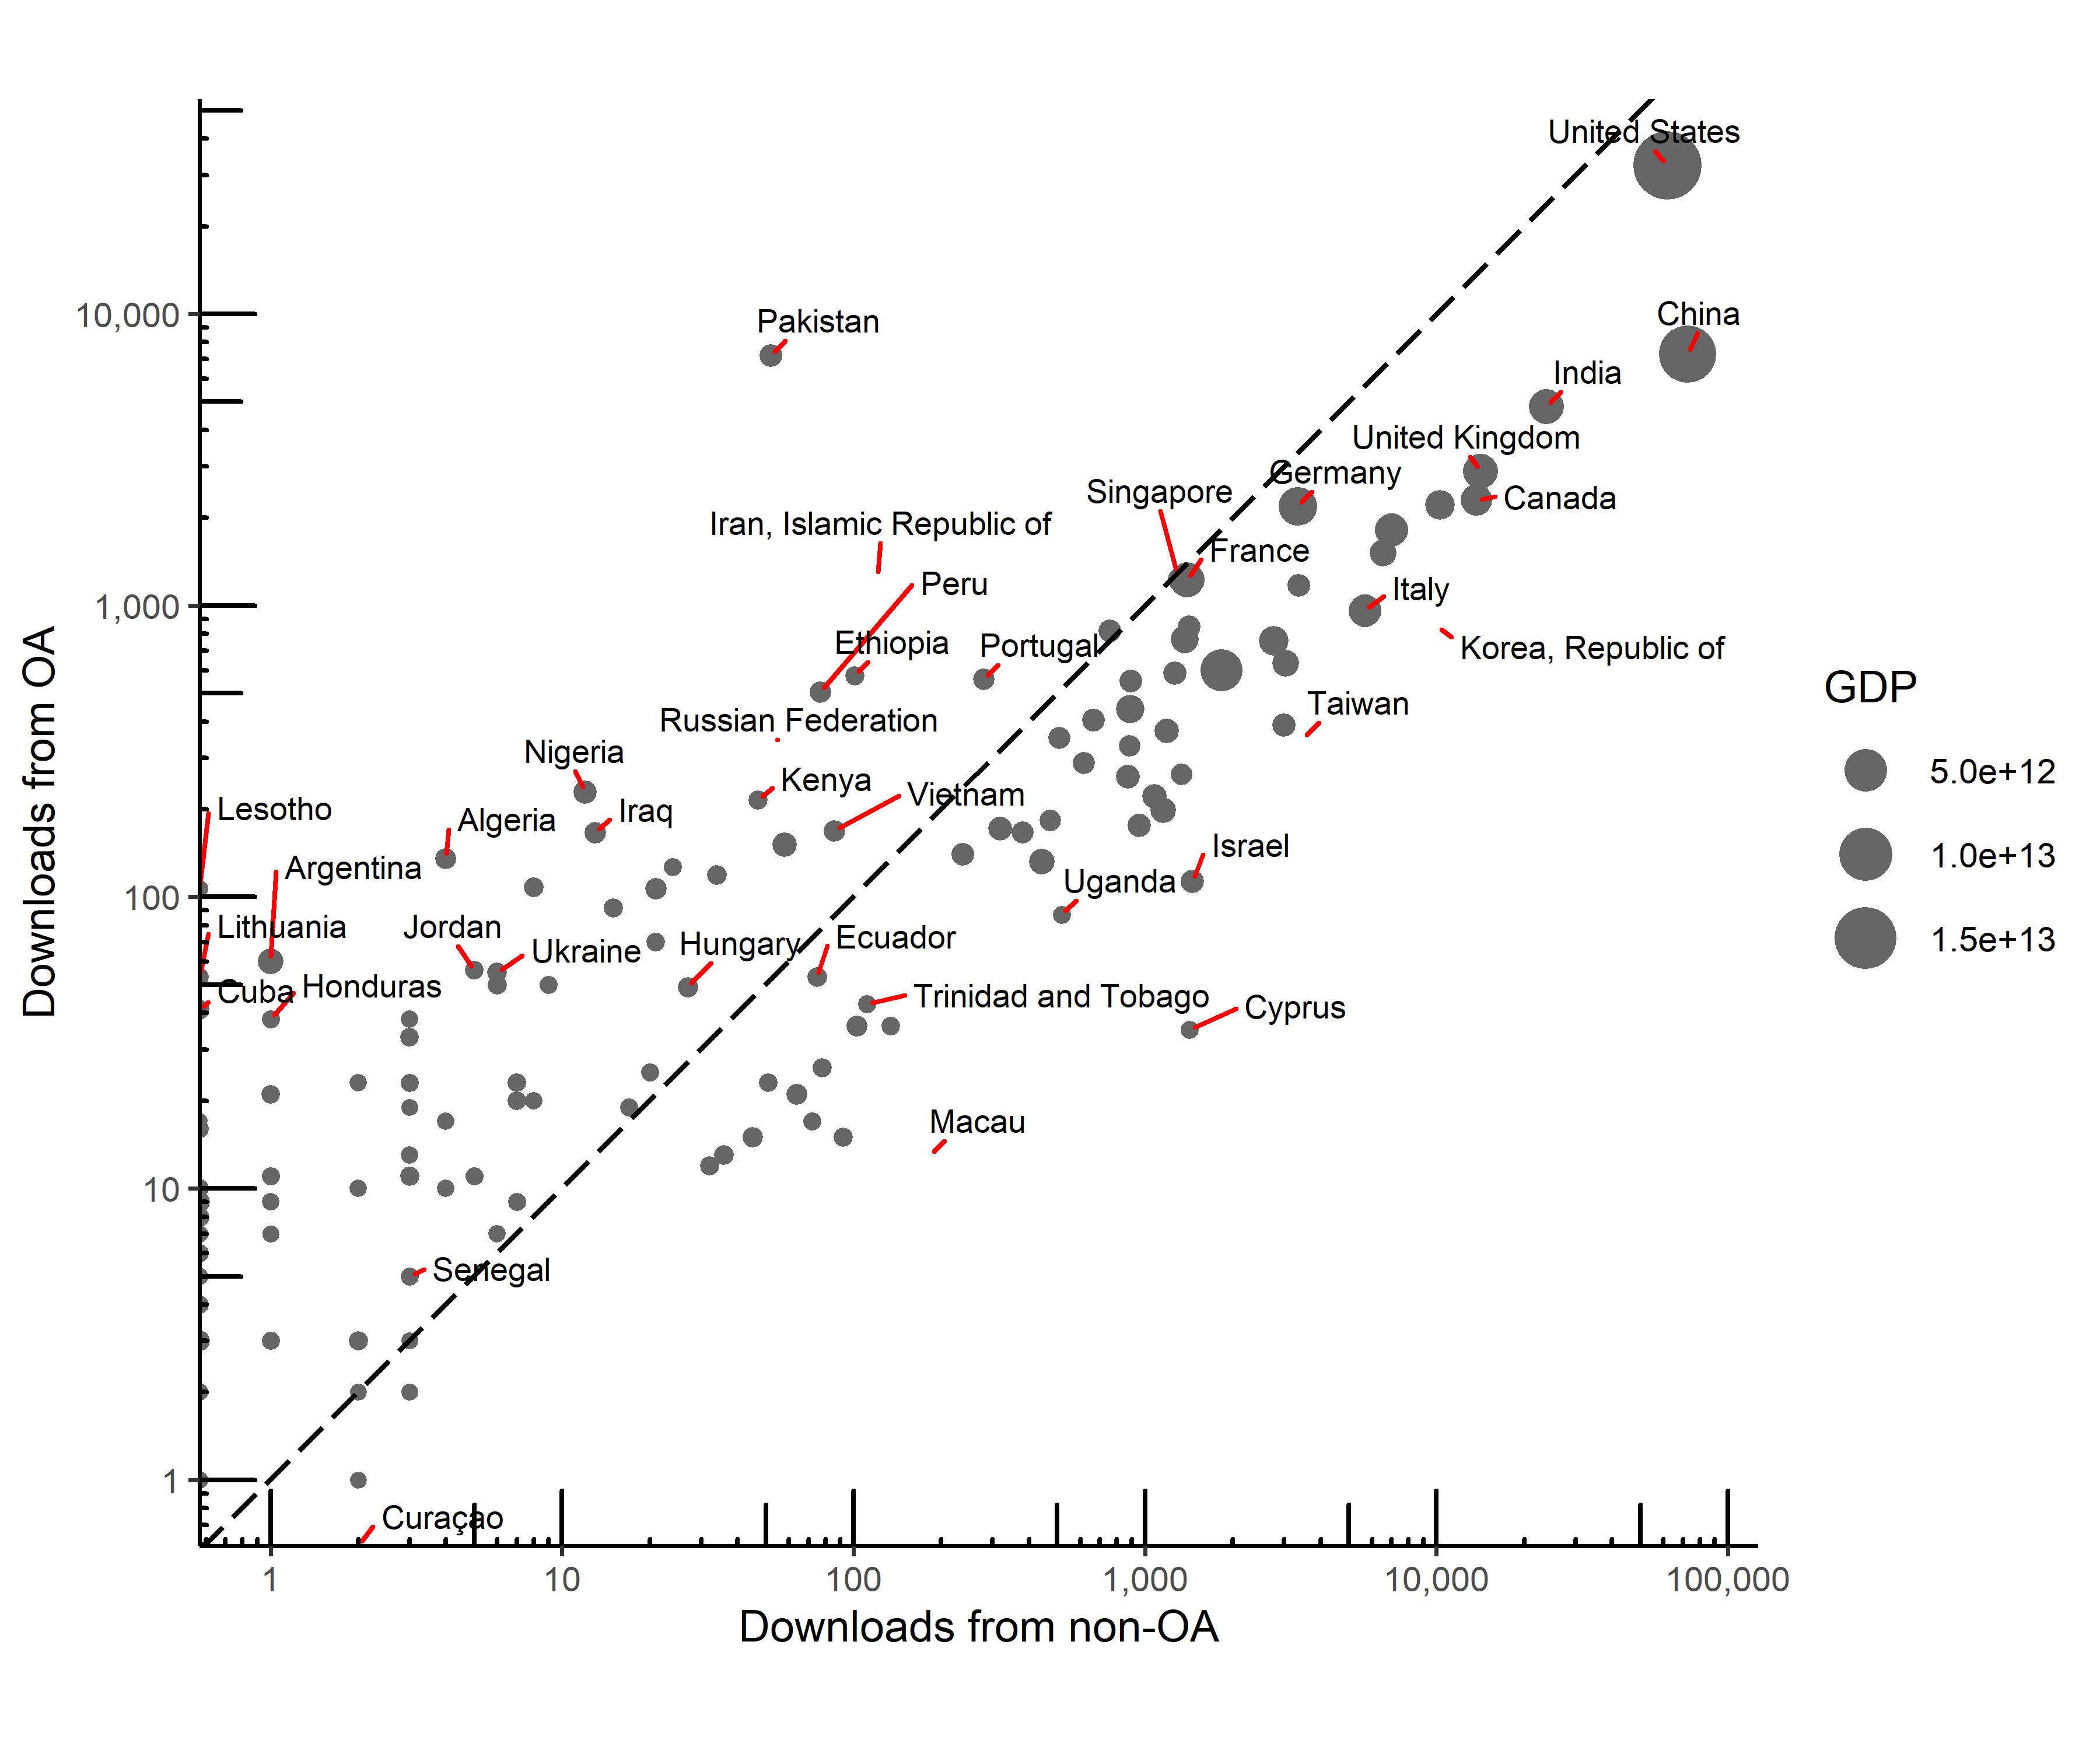 United States
10,000
Pakistan
China
India
United Kingdom
Germany
Singapore
Canada
Iran, Islamic Republic of
France
Peru
Italy
1,000
Ethiopia
Portugal
Korea, Republic of
Downloads from OA
GDP
Taiwan
Russian Federation
Nigeria
Kenya
5.0e+12
Vietnam
Lesotho
Iraq
Algeria
Israel
1.0e+13
Argentina
Uganda
100
Lithuania
Jordan
Ukraine
Hungary
Ecuador
1.5e+13
Cuba
Honduras
Trinidad and Tobago
Cyprus
Macau
10
Senegal
1
Curaçao
1
10
100
1,000
10,000
100,000
Downloads from non-OA